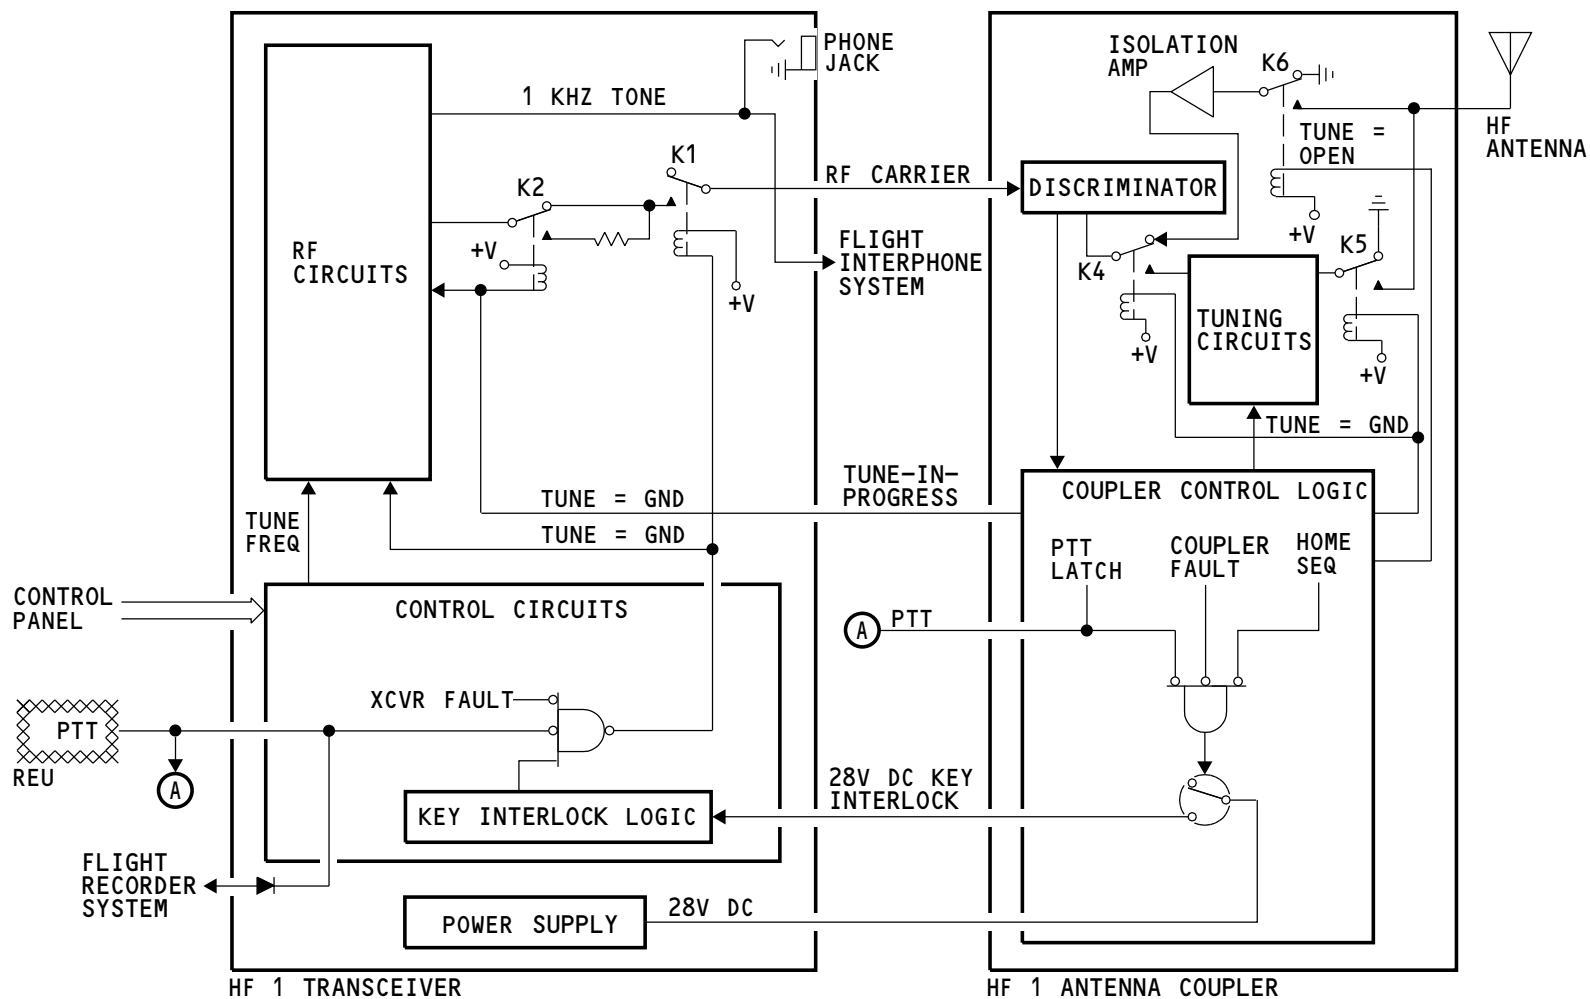 PHONE
JACK
1 KHZ TONE
ISOLATION
AMP
K6
TUNE =
OPEN
HF
ANTENNA
K1
K2
RF CARRIER
DISCRIMINATOR
+V
RF
CIRCUITS
+V
FLIGHT
INTERPHONE
SYSTEM
+V
K4
K5
TUNING
CIRCUITS
+V
+V
TUNE = GND
TUNE-IN-
PROGRESS
TUNE = GND
TUNE = GND
TUNE
FREQ
COUPLER CONTROL LOGIC
PTT
LATCH
COUPLER
FAULT
HOME
SEQ
CONTROL
PANEL
CONTROL CIRCUITS
A
PTT
XCVR FAULT
PTT
REU
A
28V DC KEY
INTERLOCK
KEY INTERLOCK LOGIC
FLIGHT
RECORDER
SYSTEM
POWER SUPPLY
28V DC
HF 1 TRANSCEIVER
HF 1 ANTENNA COUPLER